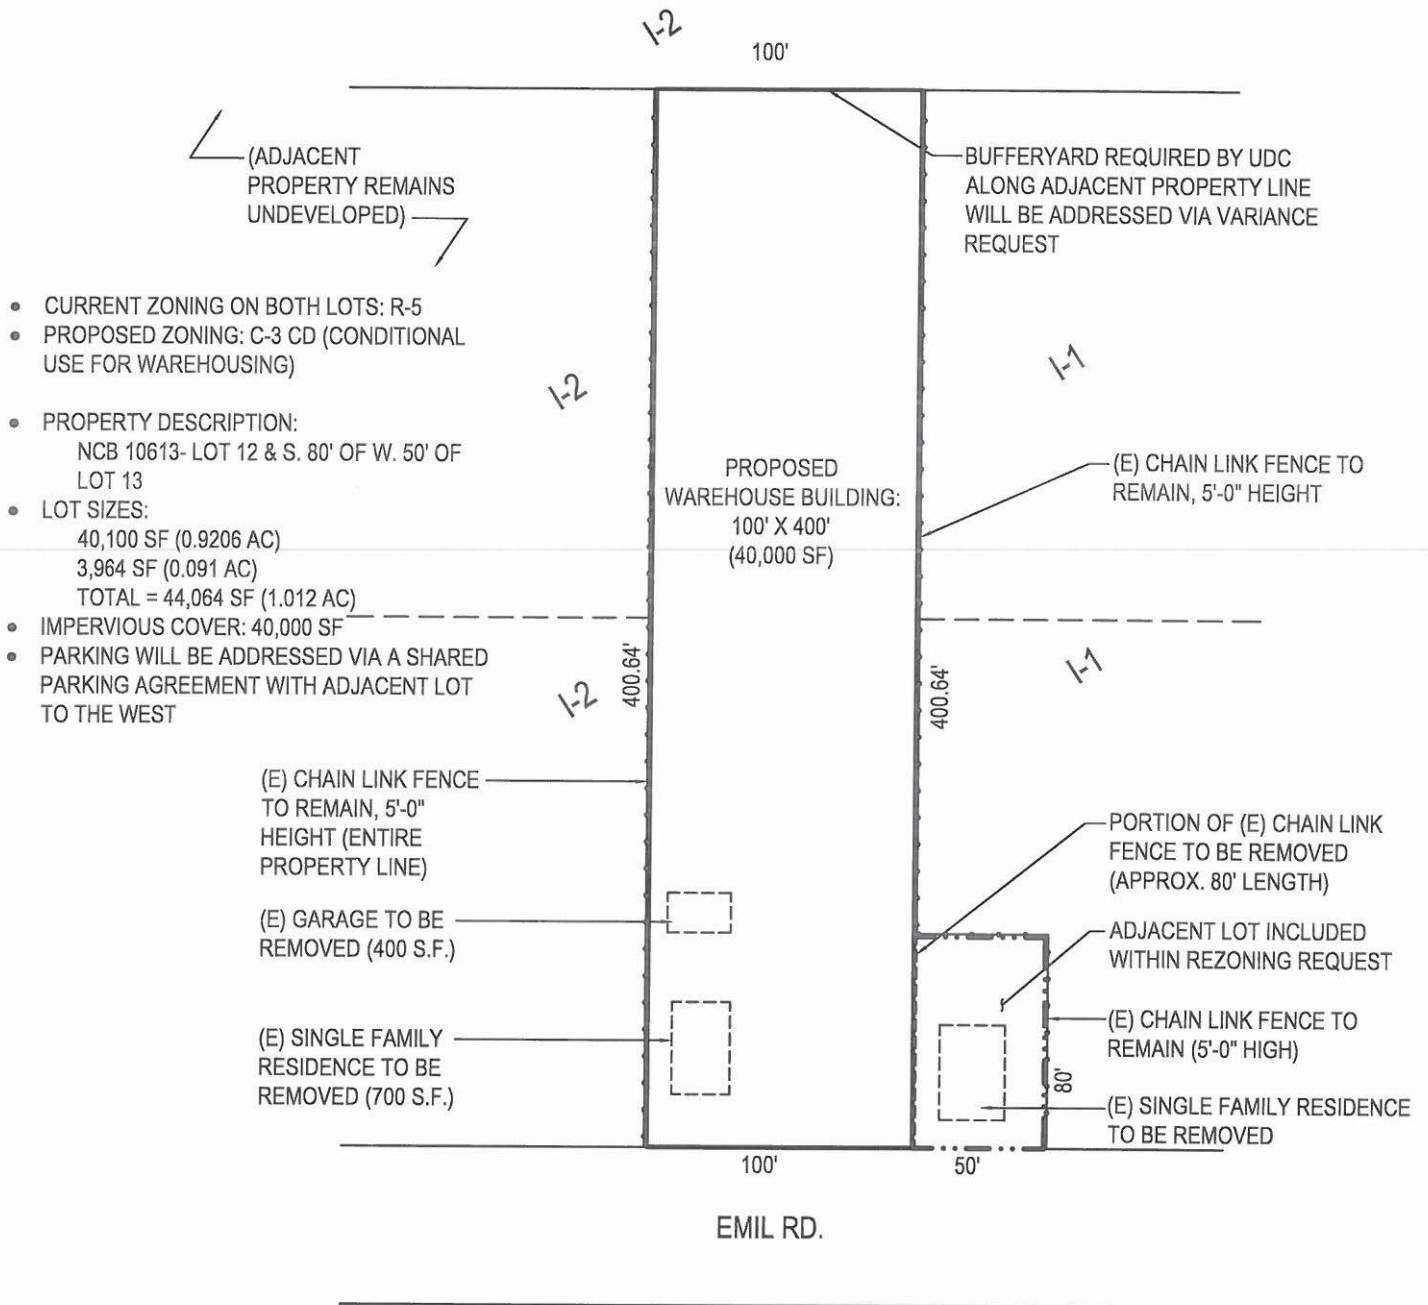 I-2
100'
(ADJACENT
PROPERTY REMAINS
UNDEVELOPED)
BUFFERYARD REQUIRED BY UDC
ALONG ADJACENT PROPERTY LINE
WILL BE ADDRESSED VIA VARIANCE
REQUEST
• CURRENT ZONING ON BOTH LOTS: R-5
• PROPOSED ZONING: C-3 CD (CONDITIONAL
USE FOR WAREHOUSING)
• PROPERTY DESCRIPTION:
NCB 10613- LOT 12 & S. 80' OF W. 50' OF
LOT 13
• LOT SIZES:
40,100 SF (0.9206 AC)
3,964 SF (0.091 AC)
TOTAL = 44,064 SF (1.012 AC)
• IMPERVIOUS COVER: 40,000 SF
• PARKING WILL BE ADDRESSED VIA A SHARED
PARKING AGREEMENT WITH ADJACENT LOT
TO THE WEST
I-2
I-1
PROPOSED
WAREHOUSE BUILDING:
100' X 400'
(40,000 SF)
(E) CHAIN LINK FENCE TO
REMAIN, 5'-0" HEIGHT
I-2
400.64'
400.64'
I-1
(E) CHAIN LINK FENCE
TO REMAIN, 5'-0"
HEIGHT (ENTIRE
PROPERTY LINE)
(E) GARAGE TO BE
REMOVED (400 S.F.)
(E) SINGLE FAMILY
RESIDENCE TO BE
REMOVED (700 S.F.)
PORTION OF (E) CHAIN LINK
FENCE TO BE REMOVED
(APPROX. 80' LENGTH)
ADJACENT LOT INCLUDED
WITHIN REZONING REQUEST
(E) CHAIN LINK FENCE TO
REMAIN (5'-0" HIGH)
80'
(E) SINGLE FAMILY RESIDENCE
TO BE REMOVED
100'
50'
EMIL RD.